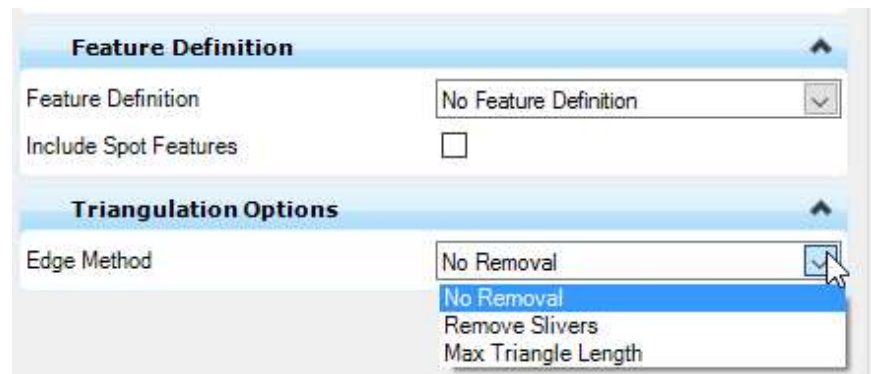 Feature Definition
Feature Definition No Feature Definition
Include Spot Features
Triangulation Options
Edge Method No Removal
No Removal
Remove Slivers
Max Triangle Length